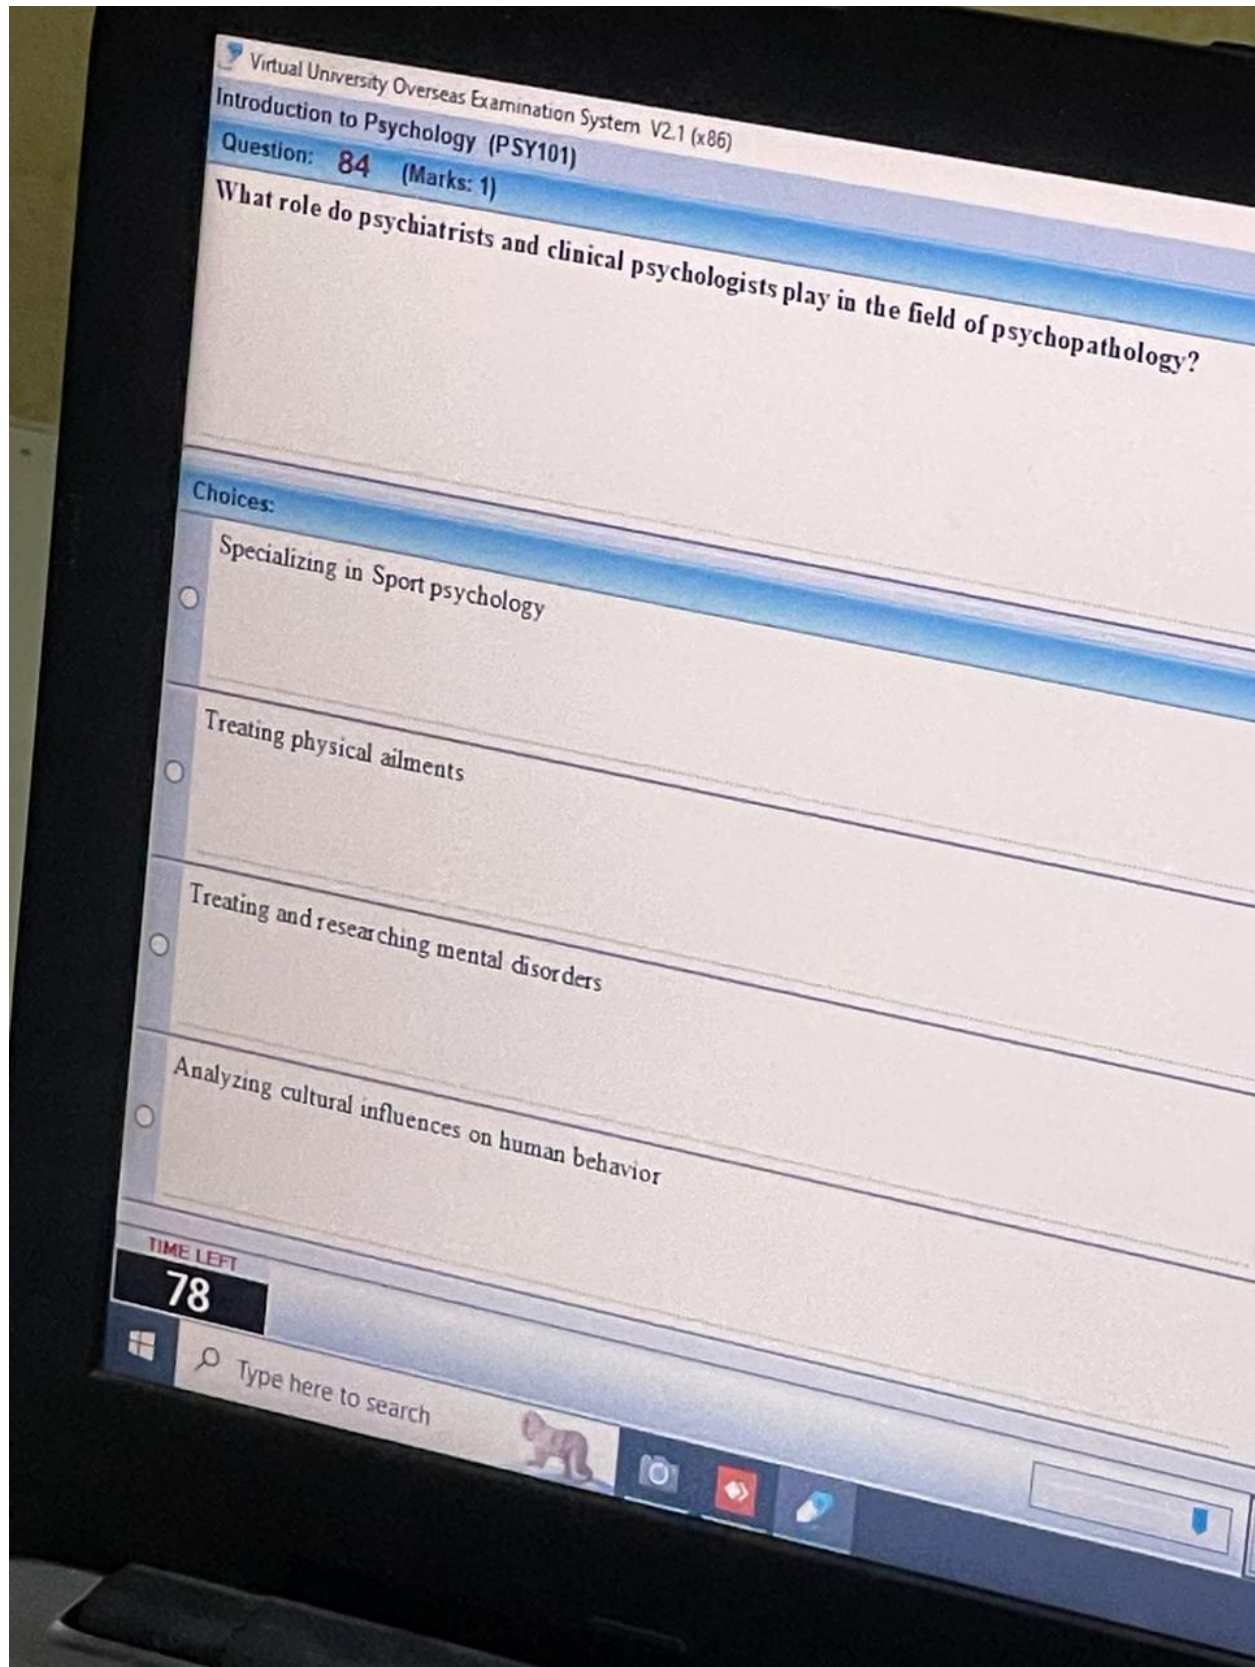 Virtual University Overseas Examination System V2.1 (x86)
Introduction to Psychology (PSY101)
Question: 84 (Marks: 1)
What role do psychiatrists and clinical psychologists play in the field of psychopathology?
Choices:
Specializing in Sport psychology
Treating physical ailments
Treating and researching mental disorders
Analyzing cultural influences on human behavior
TIME LEFT
78
Type here to search